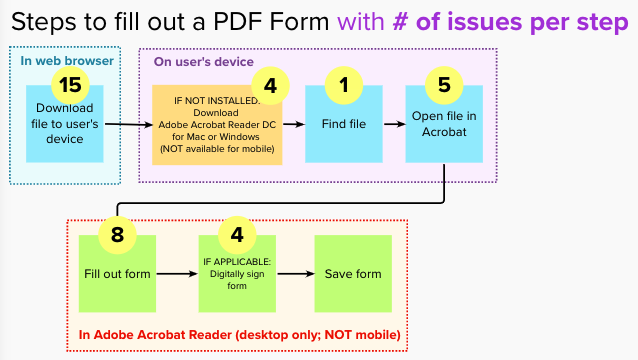 Steps to fill out a PDF Form with # of issues per step
In web browser
15
Download
file to user's
device
On user's device
4
IF NOT INSTALLED:
Download
Adobe Acrobat Reader DC
for Mac or Windows
(NOT available for mobile)
1
Find file
5
Open file in
Acrobat
8
Fill out form
4
IF APPLICABLE:
Digitally sign
form
Save form
In Adobe Acrobat Reader (desktop only; NOT mobile)